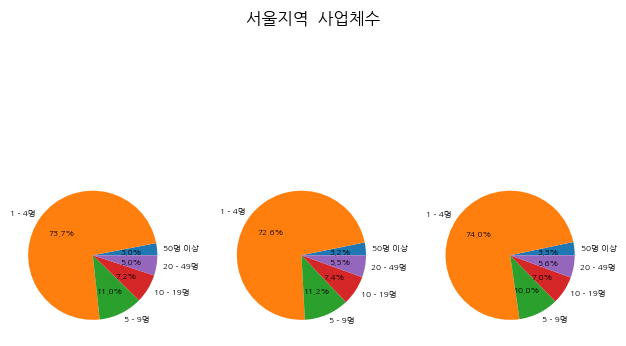 서울지역 사업체수
1 - 4명
73.7%
3.0%
50명 이상
5.0%
20 - 49명
7.2%
10 - 19명
11.0%
5 - 9명
1 - 4명
72.6%
3.2%
50명 이상
5.5%
20 - 49명
7.4%
10 - 19명
11.2%
5 - 9명
1 - 4명
74.0%
3.3%
50명 이상
5.6%
20 - 49명
7.0%
10 - 19명
10.0%
5 - 9명